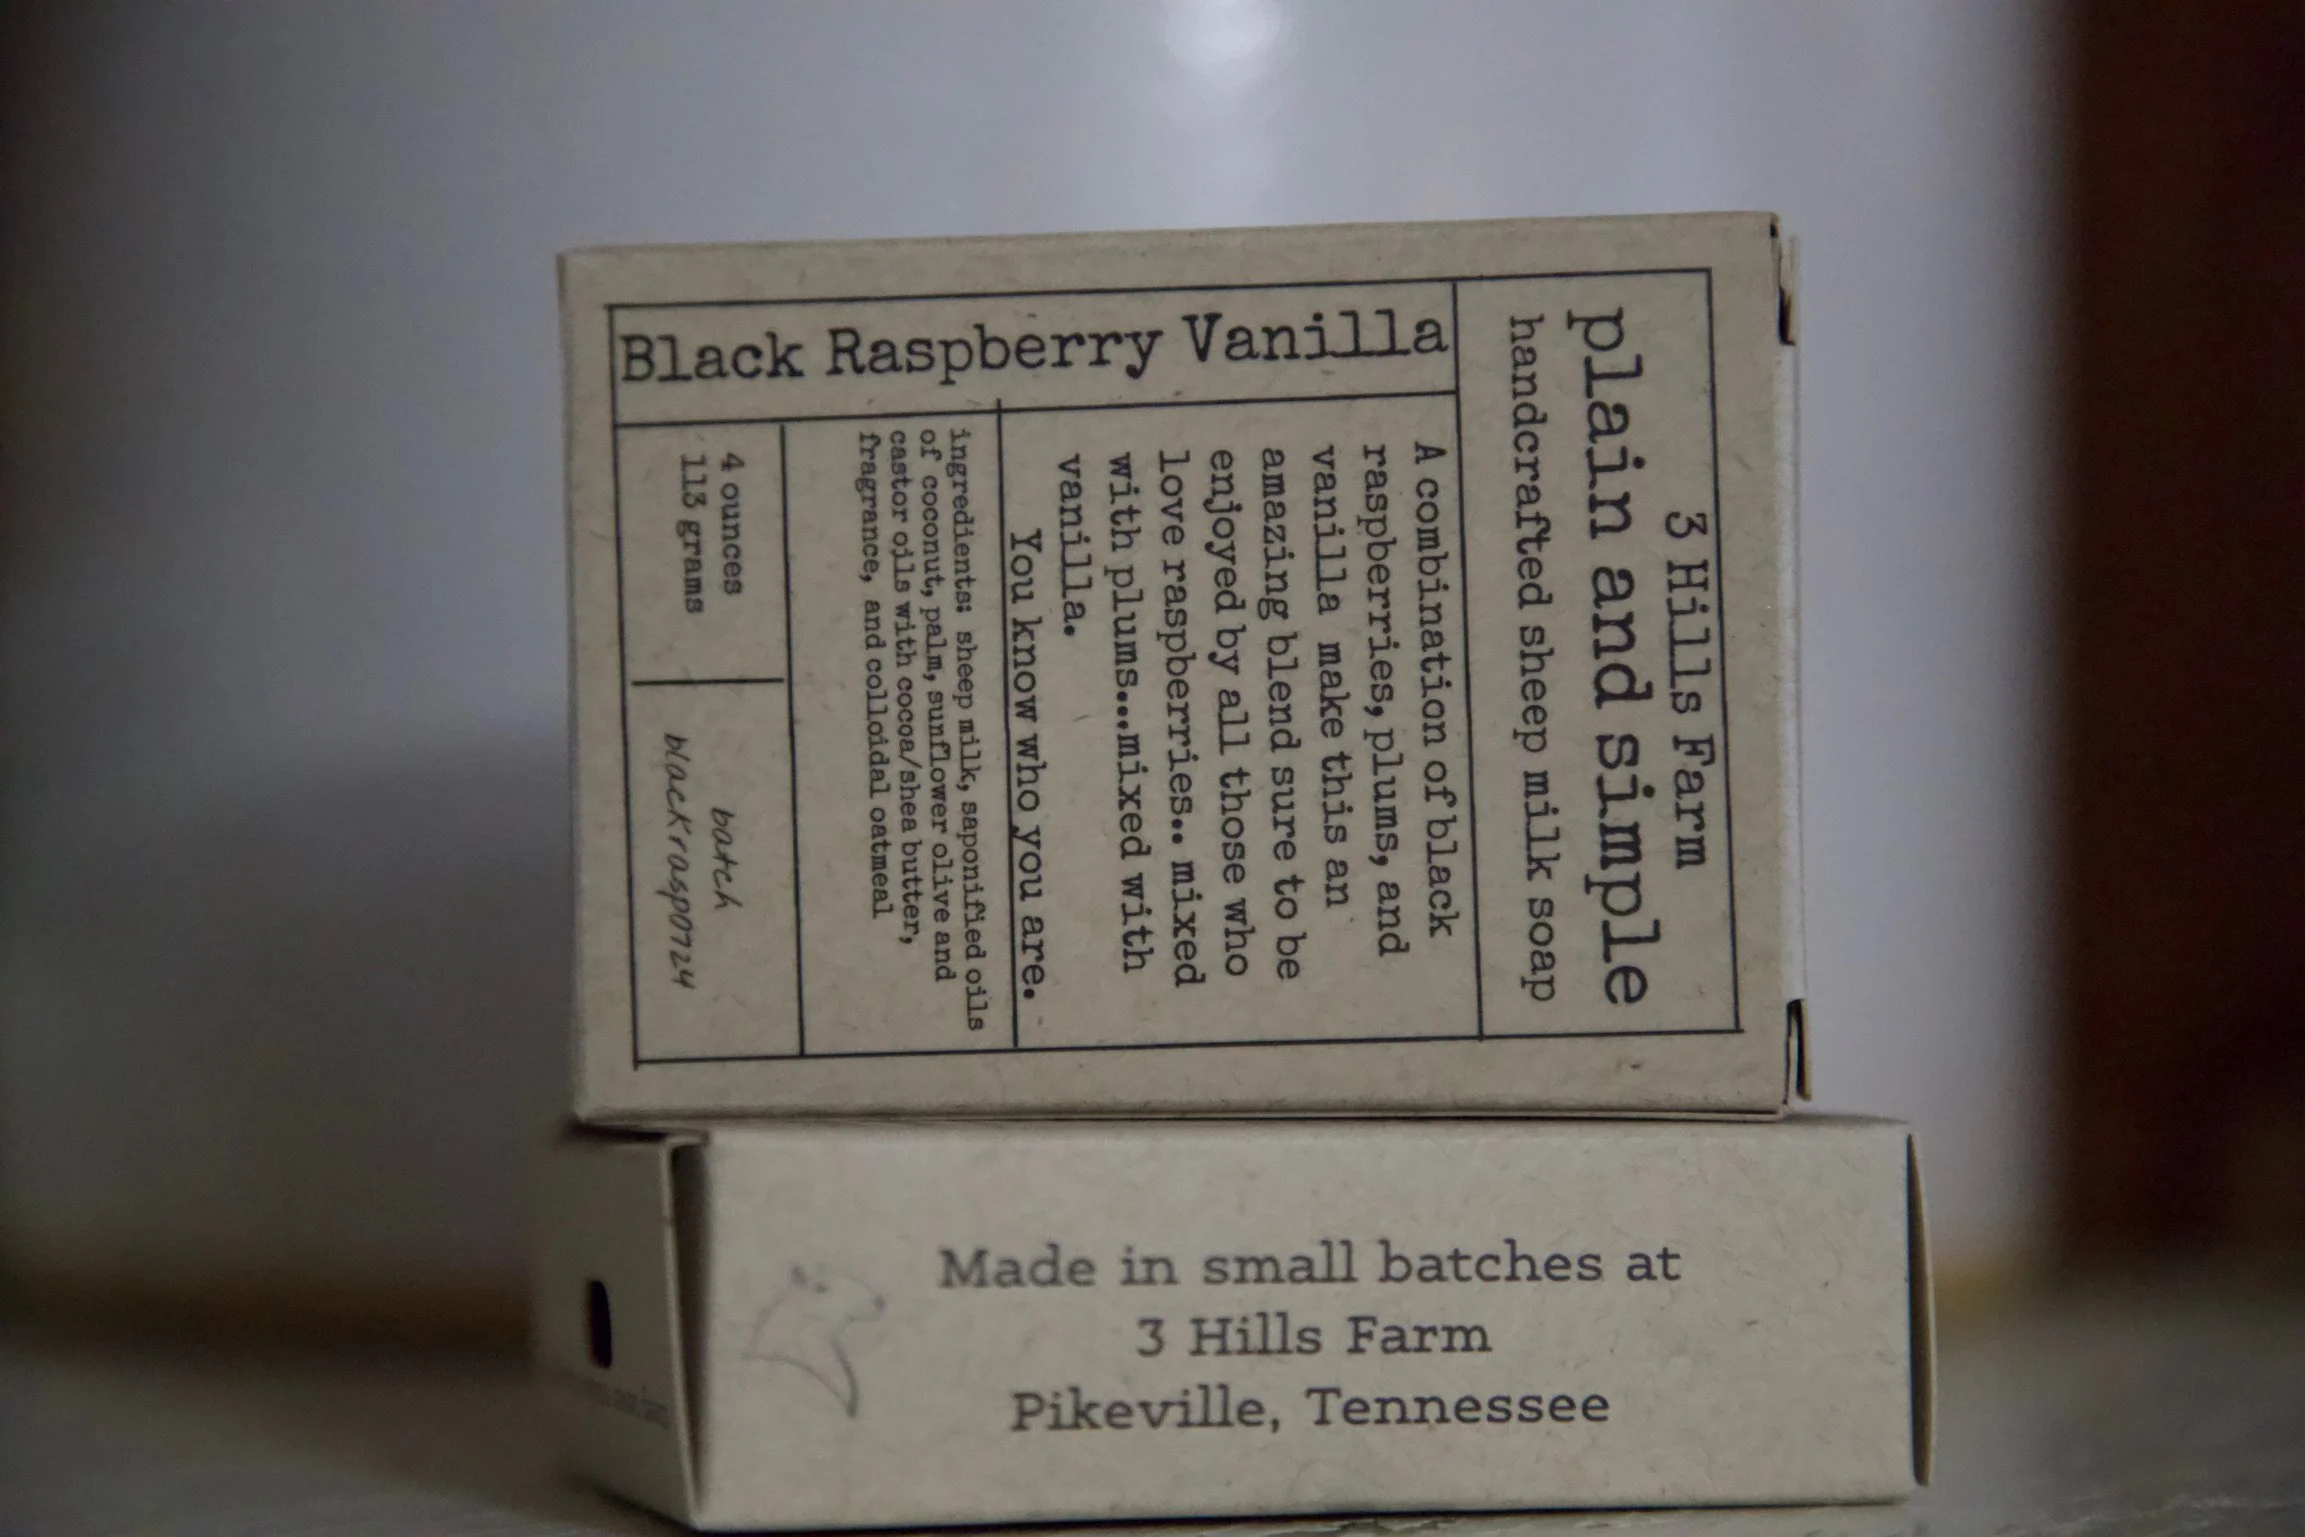 3 Hills Farm
plain and simple
handcrafted sheep milk soap
Black Raspberry Vanilla
A combination of black
raspberries, plums, and
vanilla make this an
amazing blend sure to be
enjoyed by all those who
love raspberries.. mixed
with plums...mixed with
vanilla.
You know who you are.
ingredients: sheep milk, saponified oils
of coconut, palm, sunflower olive and
castor oils with cocoa/shea butter,
fragrance, and colloidal oatmeal
4 ounces
113 grams
batch
blackrasp0724
Made in small batches at
3 Hills Farm
Pikeville, Tennessee